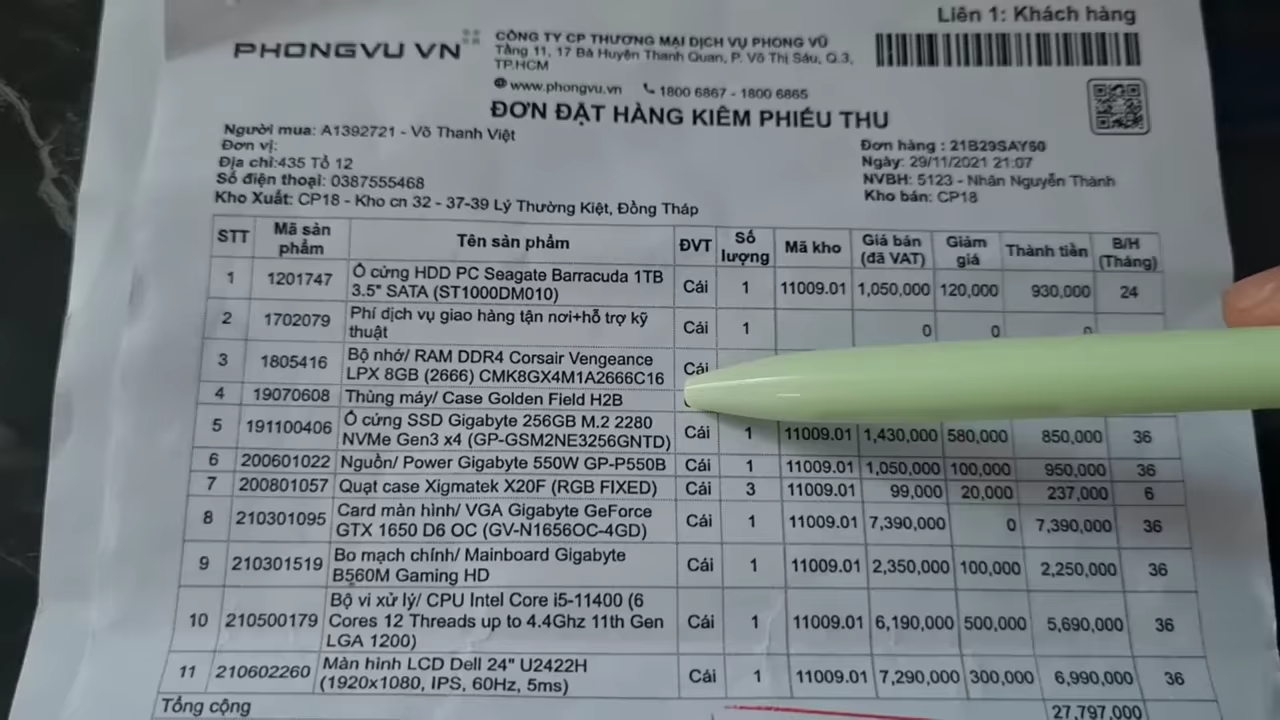 Liên 1: Khách hàng
PHONGVU VN
CÔNG TY CP THƯƠNG MẠI DỊCH VỤ PHONG VŨ
Tầng 11, 17 Bà Huyện Thanh Quan, P. Võ Thị Sáu, Q.3,
TP.HCM
www.phongvu.vn 1800 6867 - 1800 6865
ĐƠN ĐẶT HÀNG KIÊM PHIẾU THU
Người mua: A1392721 - Võ Thanh Việt
Đơn vị:
Địa chỉ:435 Tổ 12
Số điện thoại: 0387555468
Kho Xuất: CP18 - Kho cn 32 - 37-39 Lý Thường Kiệt, Đồng Tháp
Đơn hàng : 21B29SAY60
Ngày: 29/11/2021 21:07
NVBH: 5123 - Nhân Nguyễn Thành
Kho bán: CP18
STT Mã sản phẩm Tên sản phẩm ĐVT Số lượng Mã kho Giá bán (đã VAT) Giảm giá Thành tiền B/H (Tháng)
1 1201747 Ổ cứng HDD PC Seagate Barracuda 1TB
3.5" SATA (ST1000DM010) Cái 1 11009.01 1,050,000 120,000 930,000 24
2 1702079 Phí dịch vụ giao hàng tận nơi+hỗ trợ kỹ
thuật Cái 1 0 0 0
3 1805416 Bộ nhớ/ RAM DDR4 Corsair Vengeance
LPX 8GB (2666) CMK8GX4M1A2666C16 Cái
4 19070608 Thùng máy/ Case Golden Field H2B
5 191100406 Ổ cứng SSD Gigabyte 256GB M.2 2280
NVMe Gen3 x4 (GP-GSM2NE3256GNTD) Cái 1 11009.01 1,430,000 580,000 850,000 36
6 200601022 Nguồn/ Power Gigabyte 550W GP-P550B Cái 1 11009.01 1,050,000 100,000 950,000 36
7 200801057 Quạt case Xigmatek X20F (RGB FIXED) Cái 3 11009.01 99,000 20,000 237,000 6
8 210301095 Card màn hình/ VGA Gigabyte GeForce
GTX 1650 D6 OC (GV-N1656OC-4GD) Cái 1 11009.01 7,390,000 0 7,390,000 36
9 210301519 Bo mạch chính/ Mainboard Gigabyte
B560M Gaming HD Cái 1 11009.01 2,350,000 100,000 2,250,000 36
10 210500179 Bộ vi xử lý/ CPU Intel Core i5-11400 (6
Cores 12 Threads up to 4.4Ghz 11th Gen
LGA 1200) Cái 1 11009.01 6,190,000 500,000 5,690,000 36
11 210602260 Màn hình LCD Dell 24" U2422H
(1920x1080, IPS, 60Hz, 5ms) Cái 1 11009.01 7,290,000 300,000 6,990,000 36
Tổng cộng 27,797,000